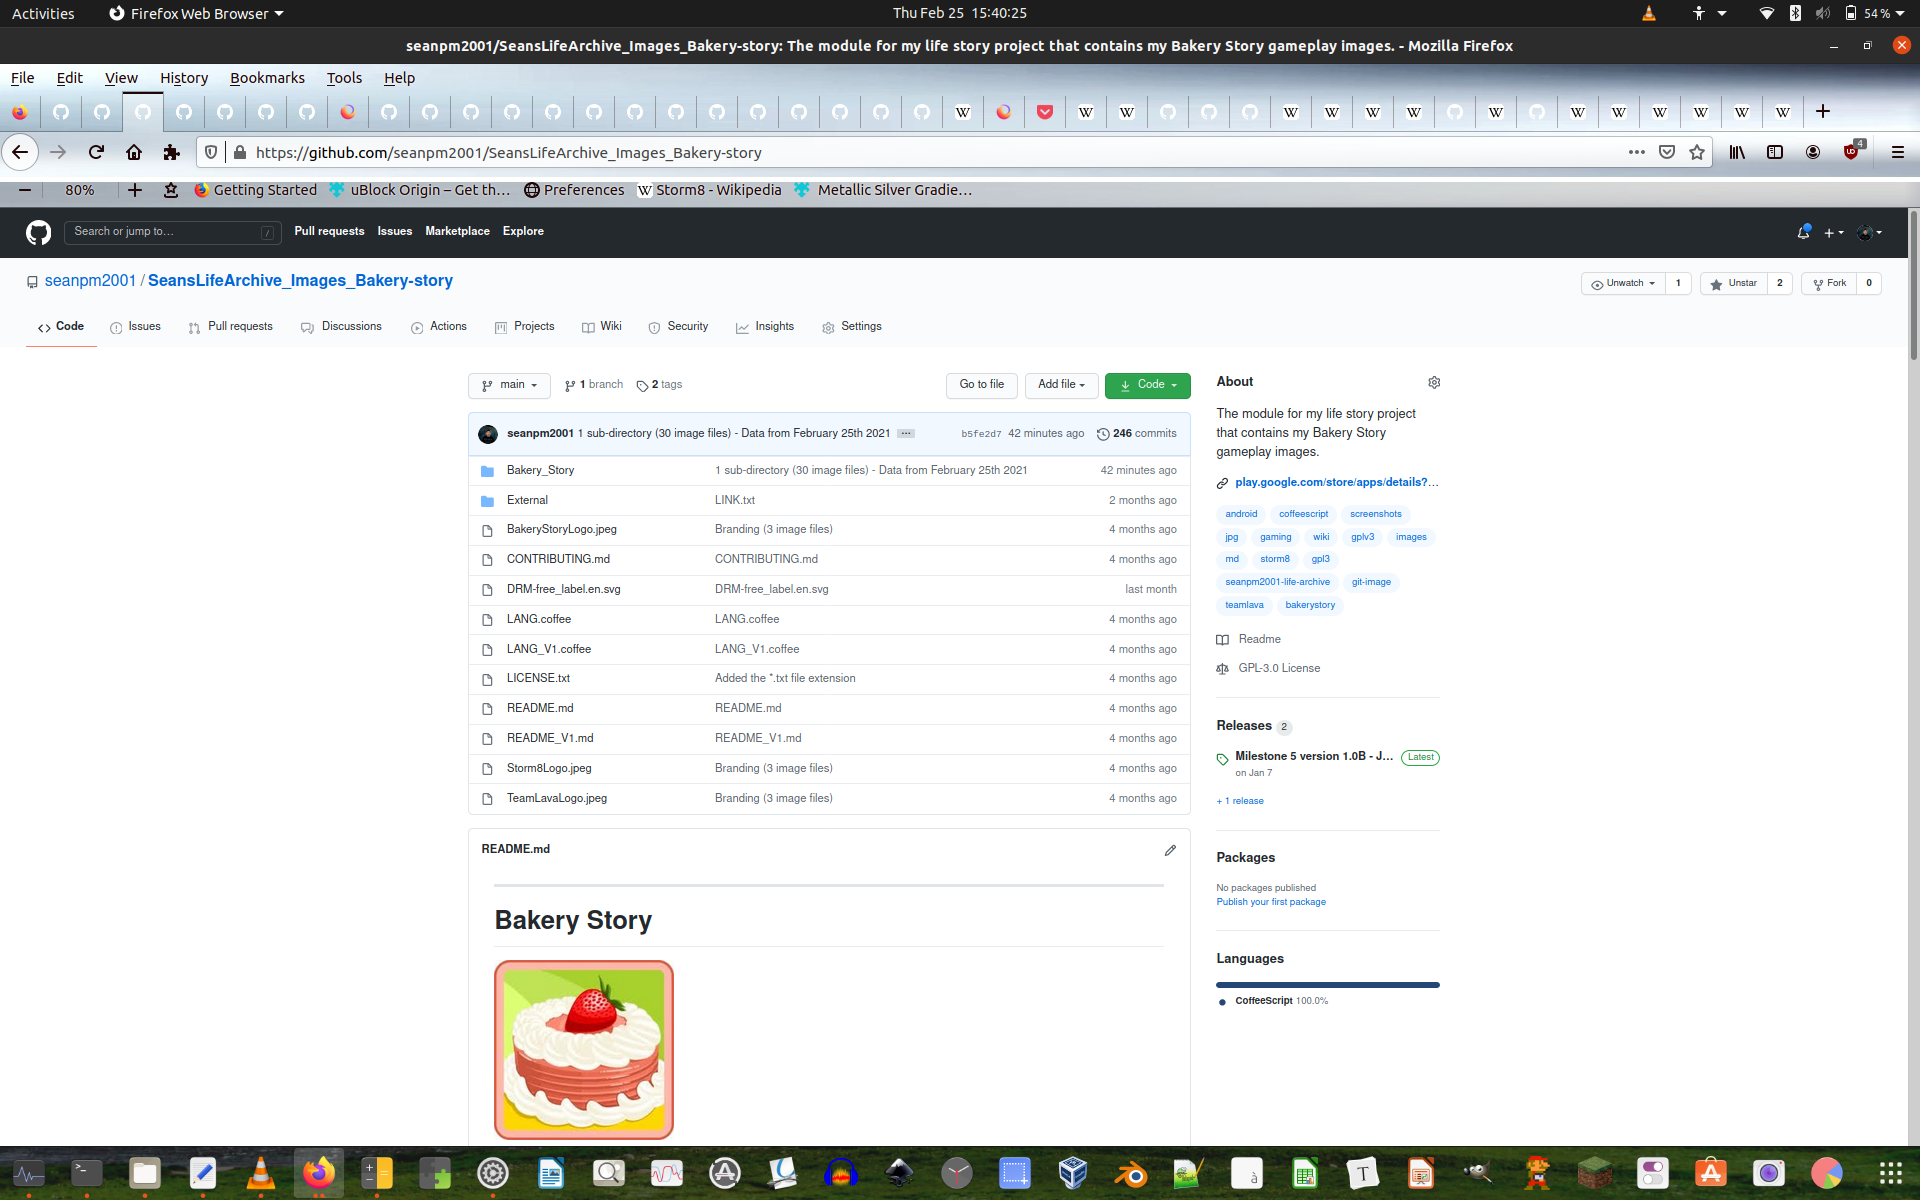 Activities Firefox Web Browser Thu Feb 25 15:40:25 54 %
seanpm2001/SeansLifeArchive_Images_Bakery-story: The module for my life story project that contains my Bakery Story gameplay images. - Mozilla Firefox
File Edit View History Bookmarks Tools Help
https://github.com/seanpm2001/SeansLifeArchive_Images_Bakery-story 4
80% Getting Started uBlock Origin – Get th… Preferences Storm8 - Wikipedia Metallic Silver Gradie…
Search or jump to… / Pull requests Issues Marketplace Explore
seanpm2001 / SeansLifeArchive_Images_Bakery-story Unwatch 1 Unstar 2 Fork 0
Code Issues Pull requests Discussions Actions Projects Wiki Security Insights Settings
main 1 branch 2 tags Go to file Add file Code
seanpm2001 1 sub-directory (30 image files) - Data from February 25th 2021 … b5fe2d7 42 minutes ago 246 commits
Bakery_Story 1 sub-directory (30 image files) - Data from February 25th 2021 42 minutes ago
External LINK.txt 2 months ago
BakeryStoryLogo.jpeg Branding (3 image files) 4 months ago
CONTRIBUTING.md CONTRIBUTING.md 4 months ago
DRM-free_label.en.svg DRM-free_label.en.svg last month
LANG.coffee LANG.coffee 4 months ago
LANG_V1.coffee LANG_V1.coffee 4 months ago
LICENSE.txt Added the *.txt file extension 4 months ago
README.md README.md 4 months ago
README_V1.md README_V1.md 4 months ago
Storm8Logo.jpeg Branding (3 image files) 4 months ago
TeamLavaLogo.jpeg Branding (3 image files) 4 months ago
README.md
Bakery Story
About
The module for my life story project
that contains my Bakery Story
gameplay images.
play.google.com/store/apps/details?…
android coffeescript screenshots
jpg gaming wiki gplv3 images
md storm8 gpl3
seanpm2001-life-archive git-image
teamlava bakerystory
Readme
GPL-3.0 License
Releases 2
Milestone 5 version 1.0B - J… Latest
on Jan 7
+ 1 release
Packages
No packages published
Publish your first package
Languages
CoffeeScript 100.0%